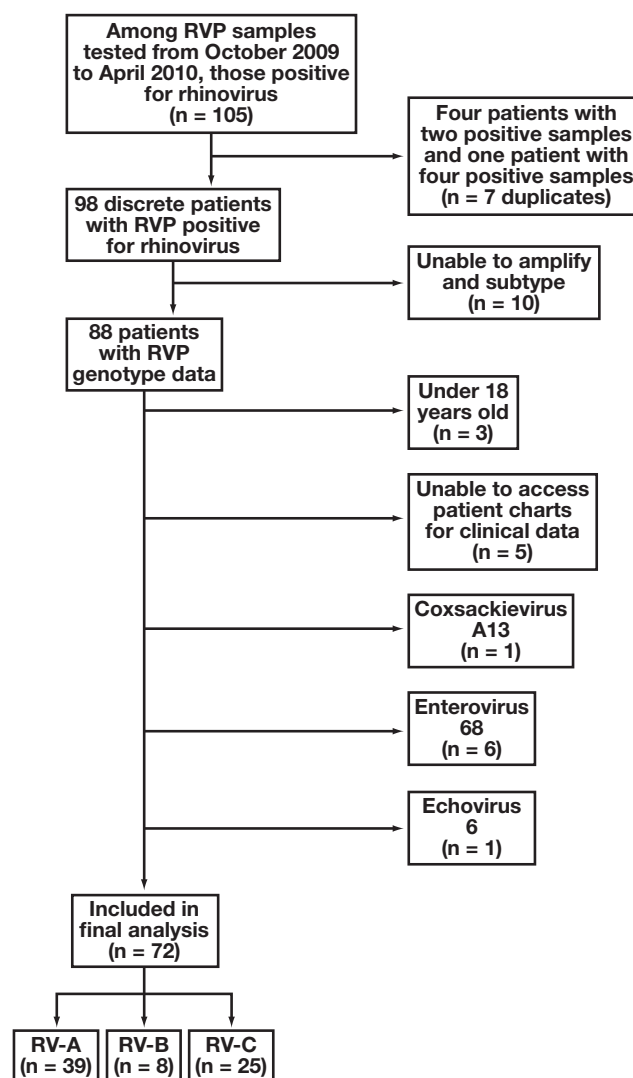 Among RVP samples
tested from October 2009
to April 2010, those positive
for rhinovirus
(n = 105)
Four patients with
two positive samples
and one patient with
four positive samples
(n = 7 duplicates)
98 discrete patients
with RVP positive
for rhinovirus
Unable to amplify
and subtype
(n = 10)
88 patients
with RVP
genotype data
Under 18
years old
(n = 3)
Unable to access
patient charts
for clinical data
(n = 5)
Coxsackievirus
A13
(n = 1)
Enterovirus
68
(n = 6)
Echovirus
6
(n = 1)
Included in
final analysis
(n = 72)
RV-A
(n = 39)
RV-B
(n = 8)
RV-C
(n = 25)